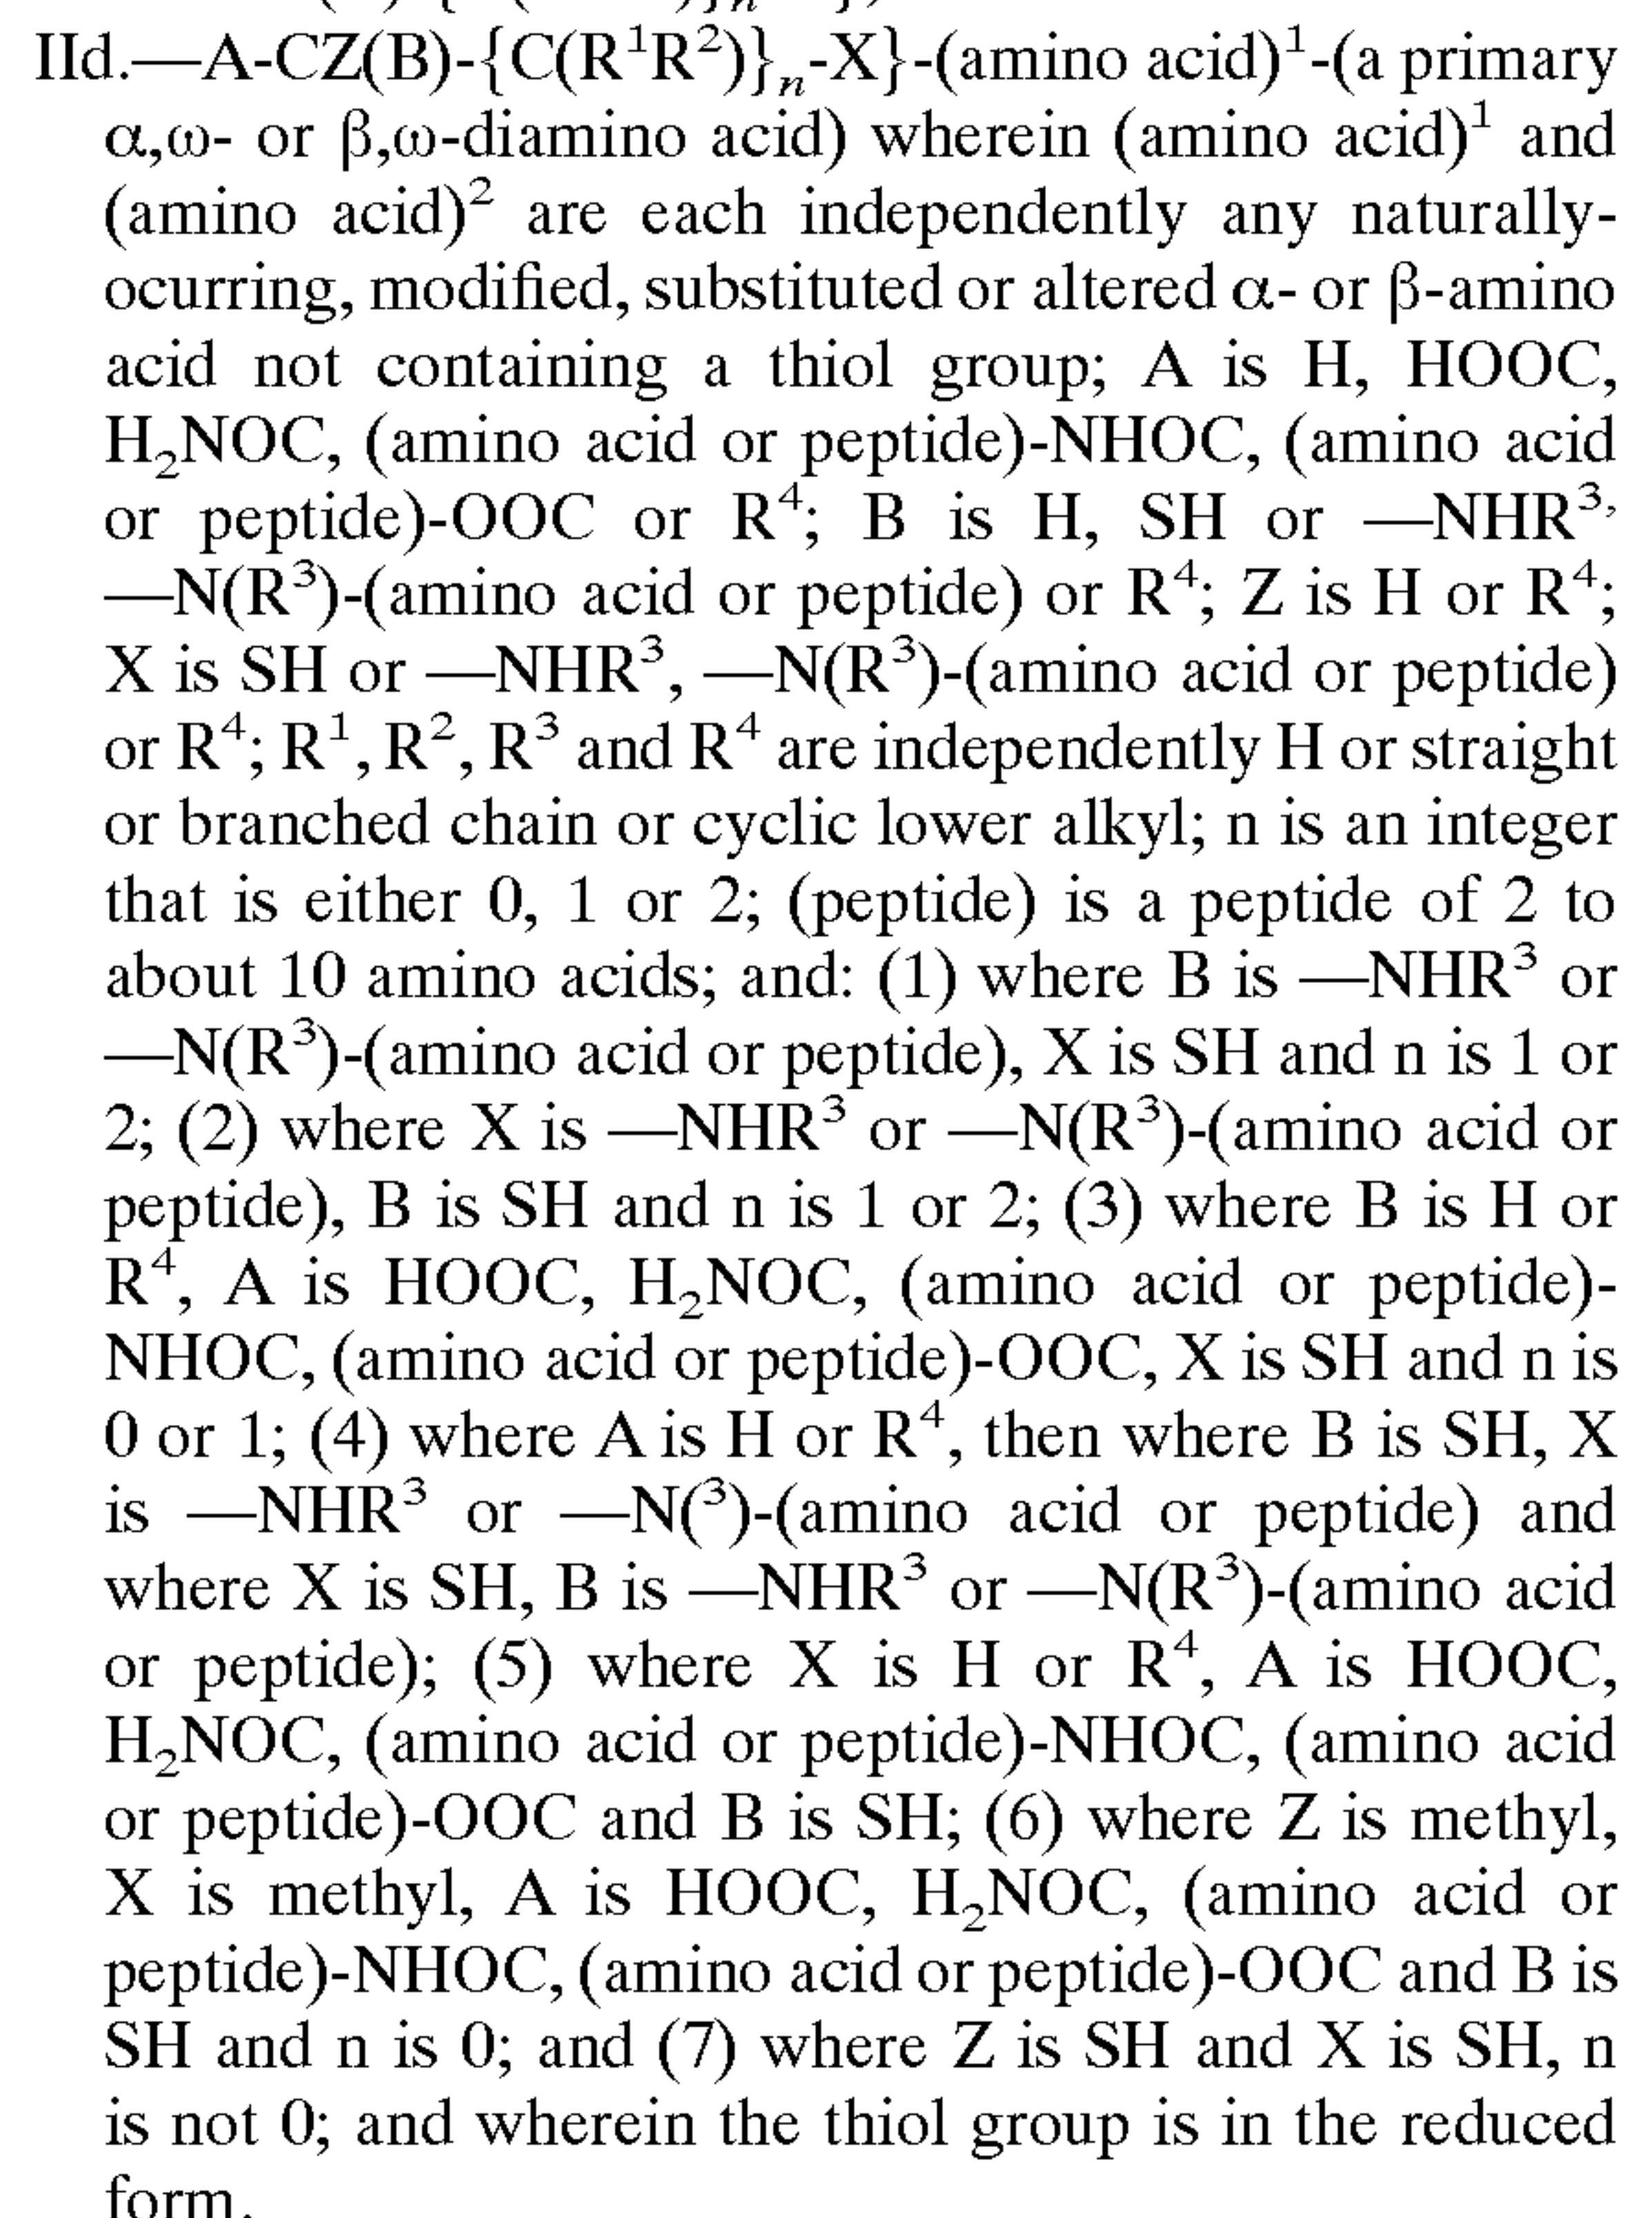 IId.—A-CZ(B)-{C(R¹R²)}ₙ-X}-(amino acid)¹-(a primary
α,ω- or β,ω-diamino acid) wherein (amino acid)¹ and
(amino acid)² are each independently any naturally-
ocurring, modified, substituted or altered α- or β-amino
acid not containing a thiol group; A is H, HOOC,
H₂NOC, (amino acid or peptide)-NHOC, (amino acid
or peptide)-OOC or R⁴; B is H, SH or —NHR³,
—N(R³)-(amino acid or peptide) or R⁴; Z is H or R⁴;
X is SH or —NHR³, —N(R³)-(amino acid or peptide)
or R⁴; R¹, R², R³ and R⁴ are independently H or straight
or branched chain or cyclic lower alkyl; n is an integer
that is either 0, 1 or 2; (peptide) is a peptide of 2 to
about 10 amino acids; and: (1) where B is —NHR³ or
—N(R³)-(amino acid or peptide), X is SH and n is 1 or
2; (2) where X is —NHR³ or —N(R³)-(amino acid or
peptide), B is SH and n is 1 or 2; (3) where B is H or
R⁴, A is HOOC, H₂NOC, (amino acid or peptide)-
NHOC, (amino acid or peptide)-OOC, X is SH and n is
0 or 1; (4) where A is H or R⁴, then where B is SH, X
is —NHR³ or —N(³)-(amino acid or peptide) and
where X is SH, B is —NHR³ or —N(R³)-(amino acid
or peptide); (5) where X is H or R⁴, A is HOOC,
H₂NOC, (amino acid or peptide)-NHOC, (amino acid
or peptide)-OOC and B is SH; (6) where Z is methyl,
X is methyl, A is HOOC, H₂NOC, (amino acid or
peptide)-NHOC, (amino acid or peptide)-OOC and B is
SH and n is 0; and (7) where Z is SH and X is SH, n
is not 0; and wherein the thiol group is in the reduced
form.